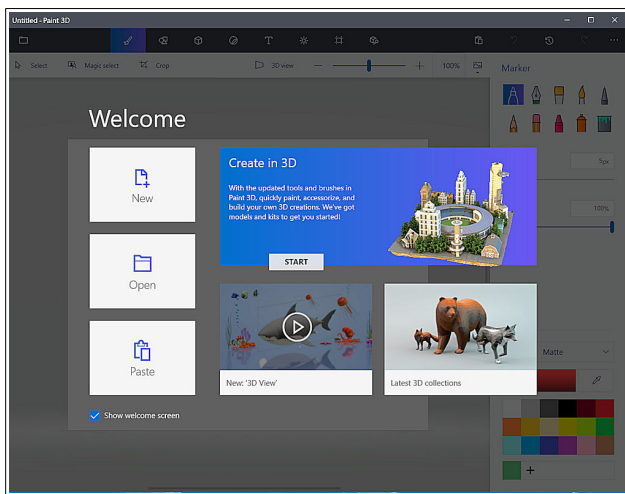 Untitled - Paint 3D
Select
Magic select
Crop
3D view
100%
Marker
5px
100%
Matte
Welcome
New
Open
Paste
Create in 3D
With the updated tools and brushes in
Paint 3D, quickly paint, accessorize, and
build your own 3D creations. We've got
models and kits to get you started!
START
New: '3D View'
Latest 3D collections
Show welcome screen